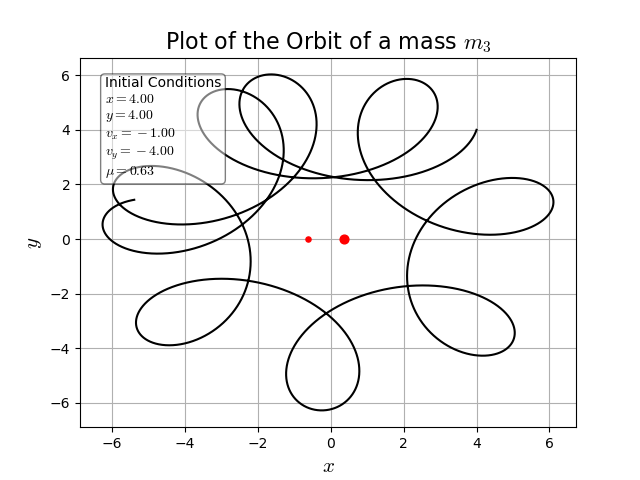 Plot of the Orbit of a mass m₃
Initial Conditions
x = 4.00
y = 4.00
vₓ = −1.00
v_y = −4.00
μ = 0.63
6
4
2
0
−2
−4
−6
y
−6 −4 −2 0 2 4 6
x